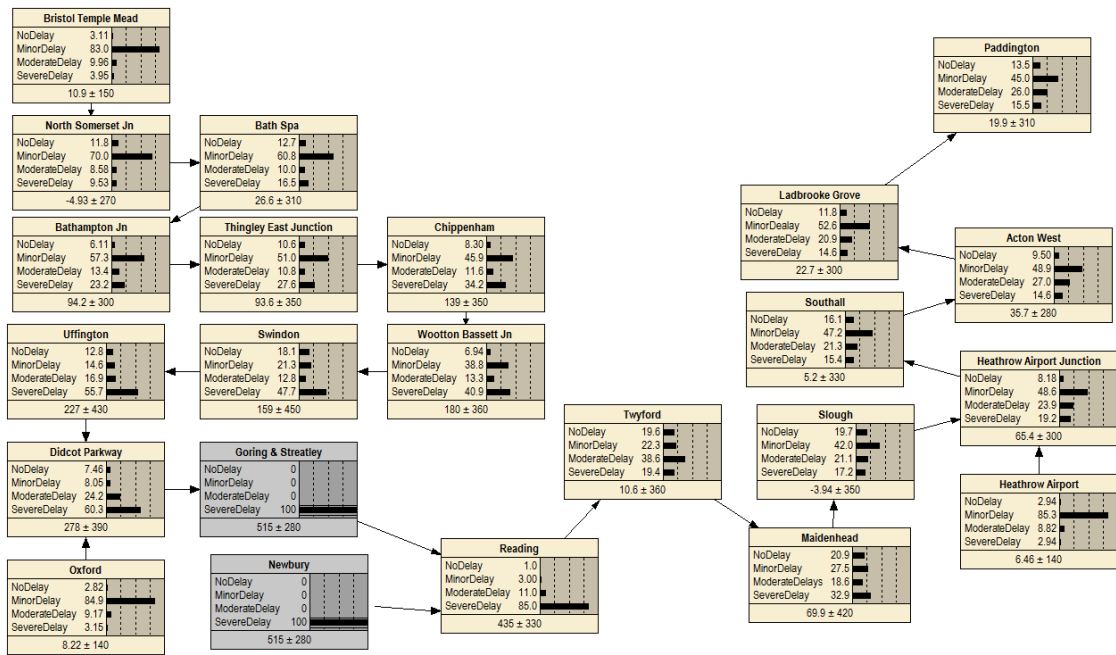 Bristol Temple Mead
NoDelay 3.11
MinorDelay 83.0
ModerateDelay 9.96
SevereDelay 3.95
10.9 ± 150
North Somerset Jn
NoDelay 11.8
MinorDelay 70.0
ModerateDelay 8.58
SevereDelay 9.53
-4.93 ± 270
Bath Spa
NoDelay 12.7
MinorDelay 60.8
ModerateDelay 10.0
SevereDelay 16.5
26.6 ± 310
Bathampton Jn
NoDelay 6.11
MinorDelay 57.3
ModerateDelay 13.4
SevereDelay 23.2
94.2 ± 300
Thingley East Junction
NoDelay 10.6
MinorDelay 51.0
ModerateDelay 10.8
SevereDelay 27.6
93.6 ± 350
Chippenham
NoDelay 8.30
MinorDelay 45.9
ModerateDelay 11.6
SevereDelay 34.2
139 ± 350
Uffington
NoDelay 12.8
MinorDelay 14.6
ModerateDelay 16.9
SevereDelay 55.7
227 ± 430
Swindon
NoDelay 18.1
MinorDelay 21.3
ModerateDelay 12.8
SevereDelay 47.7
159 ± 450
Wootton Bassett Jn
NoDelay 6.94
MinorDelay 38.8
ModerateDelay 13.3
SevereDelay 40.9
180 ± 360
Didcot Parkway
NoDelay 7.46
MinorDelay 8.05
ModerateDelay 24.2
SevereDelay 60.3
278 ± 390
Goring & Streatley
NoDelay 0
MinorDelay 0
ModerateDelay 0
SevereDelay 100
515 ± 280
Oxford
NoDelay 2.82
MinorDelay 84.9
ModerateDelay 9.17
SevereDelay 3.15
8.22 ± 140
Newbury
NoDelay 0
MinorDelay 0
ModerateDelay 0
SevereDelay 100
515 ± 280
Reading
NoDelay 1.0
MinorDelay 3.00
ModerateDelay 11.0
SevereDelay 85.0
435 ± 330
Twyford
NoDelay 19.6
MinorDelay 22.3
ModerateDelay 38.6
SevereDelay 19.4
10.6 ± 360
Maidenhead
NoDelay 20.9
MinorDelay 27.5
ModerateDelays 18.6
SevereDelay 32.9
69.9 ± 420
Slough
NoDelay 19.7
MinorDelay 42.0
ModerateDelay 21.1
SevereDelay 17.2
-3.94 ± 350
Heathrow Airport
NoDelay 2.94
MinorDelay 85.3
ModerateDelay 8.82
SevereDelay 2.94
6.46 ± 140
Heathrow Airport Junction
NoDelay 8.18
MinorDelay 48.6
ModerateDelay 23.9
SevereDelay 19.2
65.4 ± 300
Southall
NoDelay 16.1
MinorDelay 47.2
ModerateDelay 21.3
SevereDelay 15.4
5.2 ± 330
Acton West
NoDelay 9.50
MinorDelay 48.9
ModerateDelay 27.0
SevereDelay 14.6
35.7 ± 280
Ladbrooke Grove
NoDelay 11.8
MinorDelay 52.6
ModerateDelay 20.9
SevereDelay 14.6
22.7 ± 300
Paddington
NoDelay 13.5
MinorDelay 45.0
ModerateDelay 26.0
SevereDelay 15.5
19.9 ± 310